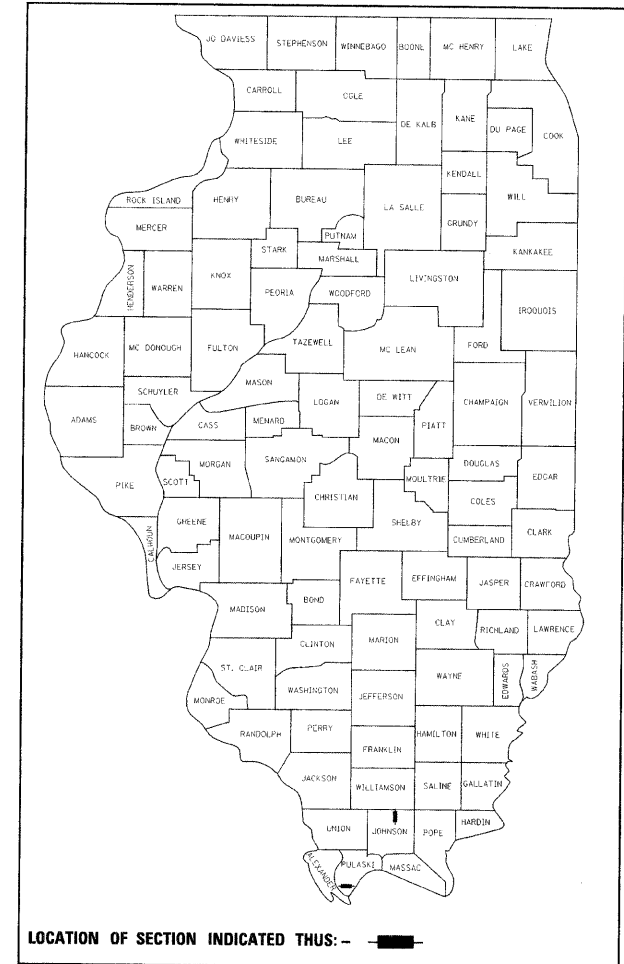 JO DAVIESS
STEPHENSON
WINNEBAGO
BOONE
MC HENRY
LAKE
CARROLL
OGLE
DE KALB
KANE
DU PAGE
COOK
WHITESIDE
LEE
KENDALL
WILL
ROCK ISLAND
HENRY
BUREAU
LA SALLE
GRUNDY
MERCER
PUTNAM
STARK
MARSHALL
KANKAKEE
HENDERSON
WARREN
KNOX
PEORIA
WOODFORD
LIVINGSTON
IROQUOIS
HANCOCK
MC DONOUGH
FULTON
TAZEWELL
MC LEAN
FORD
MASON
SCHUYLER
LOGAN
DE WITT
CHAMPAIGN
VERMILION
ADAMS
BROWN
CASS
MENARD
PIATT
MACON
SANGAMON
MORGAN
DOUGLAS
EDGAR
PIKE
SCOTT
CHRISTIAN
MOULTRIE
COLES
GREENE
MACOUPIN
MONTGOMERY
SHELBY
CUMBERLAND
CLARK
CALHOUN
JERSEY
FAYETTE
EFFINGHAM
JASPER
CRAWFORD
MADISON
BOND
CLAY
RICHLAND
LAWRENCE
CLINTON
MARION
ST. CLAIR
WAYNE
EDWARDS
WABASH
WASHINGTON
JEFFERSON
MONROE
RANDOLPH
PERRY
HAMILTON
WHITE
FRANKLIN
JACKSON
WILLIAMSON
SALINE
GALLATIN
UNION
JOHNSON
POPE
HARDIN
ALEXANDER
PULASKI
MASSAC
LOCATION OF SECTION INDICATED THUS: -